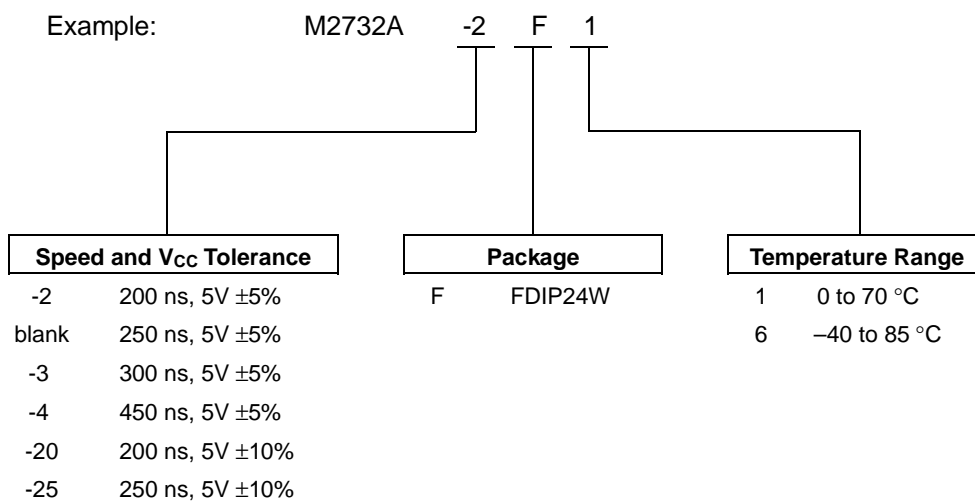 Example: M2732A -2 F 1
Speed and VCC Tolerance
-2 200 ns, 5V ±5%
blank 250 ns, 5V ±5%
-3 300 ns, 5V ±5%
-4 450 ns, 5V ±5%
-20 200 ns, 5V ±10%
-25 250 ns, 5V ±10%
Package
F FDIP24W
Temperature Range
1 0 to 70 °C
6 –40 to 85 °C